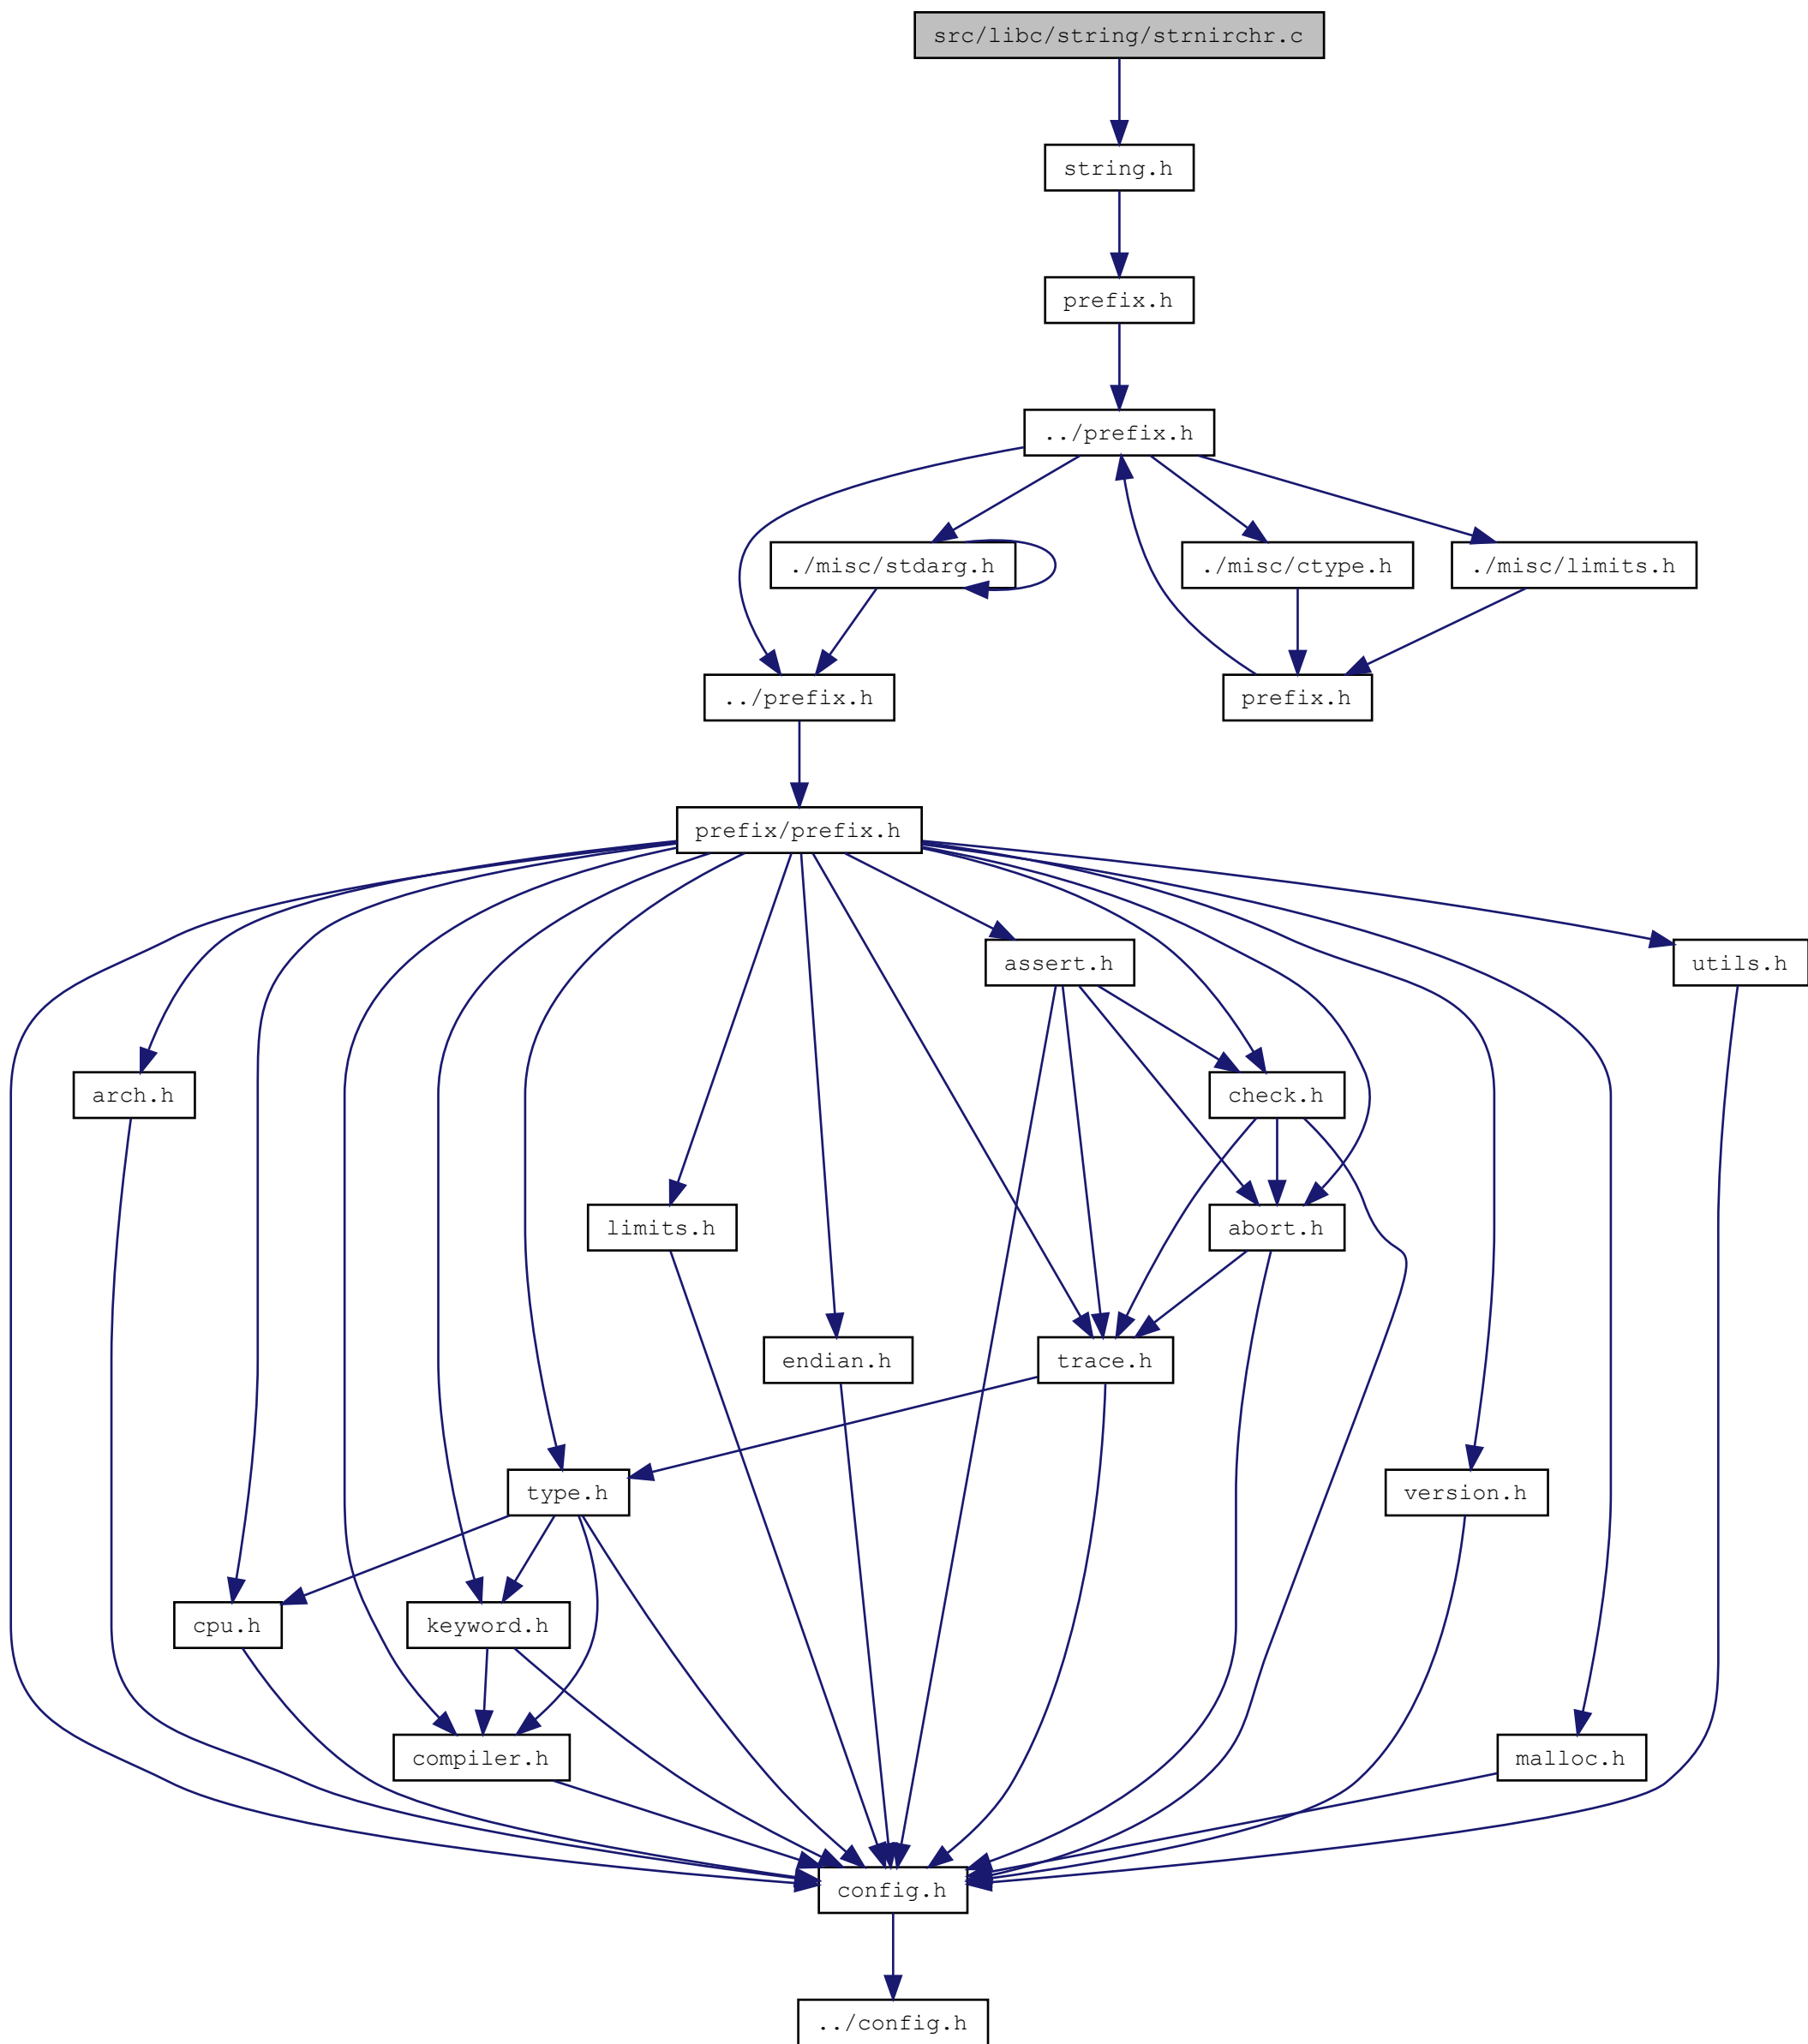 src/libc/string/strnirchr.c
string.h
prefix.h
../prefix.h
./misc/stdarg.h
./misc/ctype.h
./misc/limits.h
../prefix.h
prefix.h
prefix/prefix.h
assert.h
utils.h
arch.h
check.h
limits.h
abort.h
endian.h
trace.h
type.h
version.h
cpu.h
keyword.h
compiler.h
malloc.h
config.h
../config.h